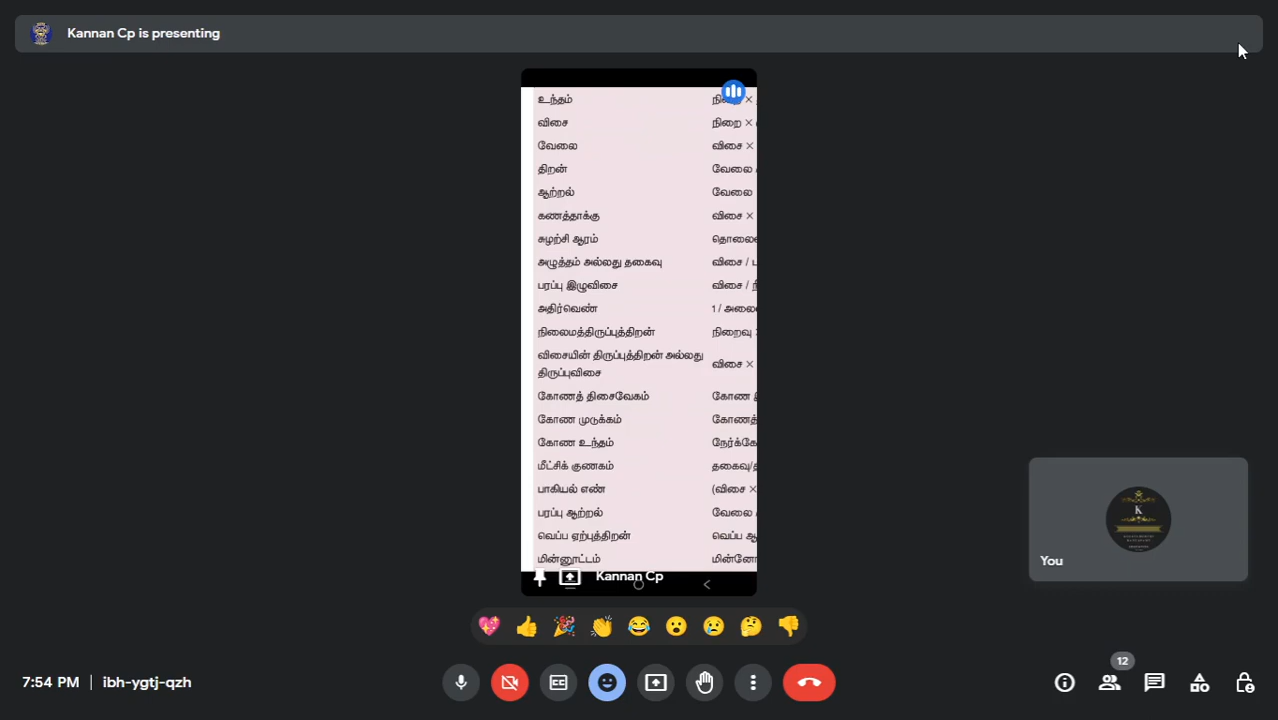 Kannan Cp is presenting
உந்தம்
விசை நிறை ×
வேலை விசை ×
திறன் வேலை /
ஆற்றல் வேலை
கணத்தாக்கு விசை ×
சுழற்சி ஆரம்
அழுத்தம் அல்லது தகைவு விசை /
பரப்பு இழுவிசை விசை /
அதிர்வெண் 1 /
நிலைமத்திருப்புத்திறன் நிறைவு
விசையின் திருப்புத்திறன் அல்லது
திருப்புவிசை விசை ×
கோணத் திசைவேகம் கோண
கோண முடுக்கம் கோணத்
கோண உந்தம்
மீட்சிக் குணகம் தகைவு/
பாகியல் எண் (விசை ×
பரப்பு ஆற்றல் வேலை
வெப்ப ஏற்புத்திறன் வெப்ப
மின்னூட்டம்
Kannan Cp
K
You
7:54 PM | ibh-ygtj-qzh
12